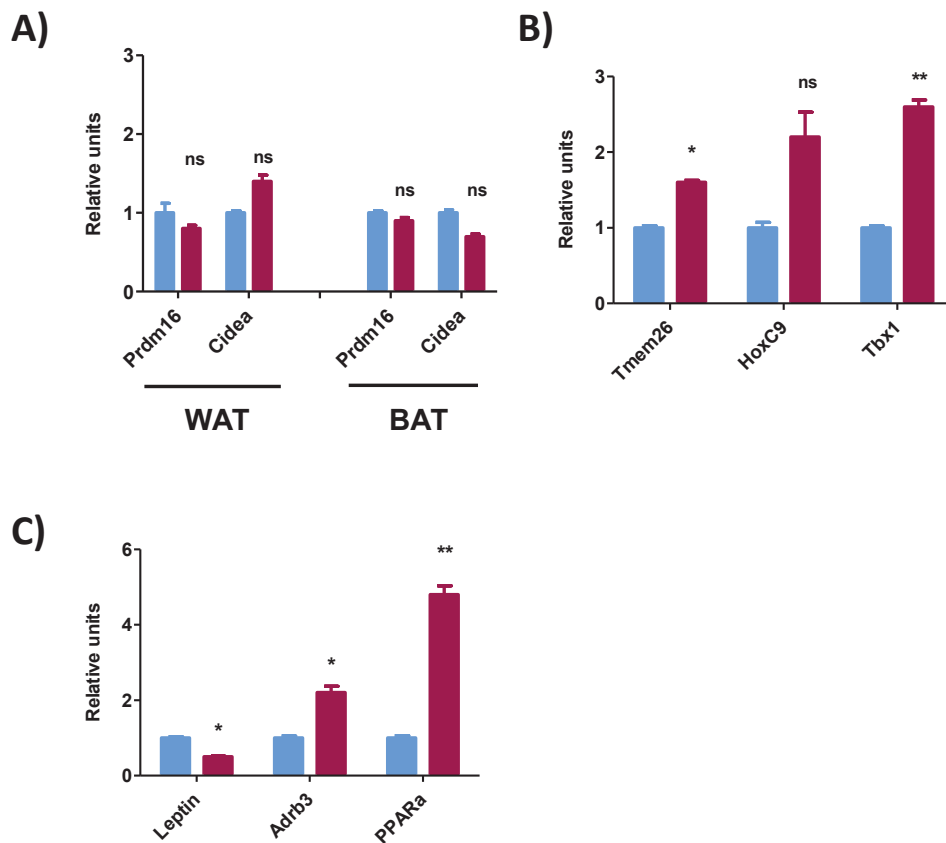 A)
3
2
1
0
Relative units
ns
ns
ns
ns
Prdm16
Cidea
Prdm16
Cidea
WAT
BAT
B)
3
2
1
0
Relative units
*
ns
**
Tmem26
HoxC9
Tbx1
C)
6
4
2
0
Relative units
*
*
**
Leptin
Adrb3
PPARa